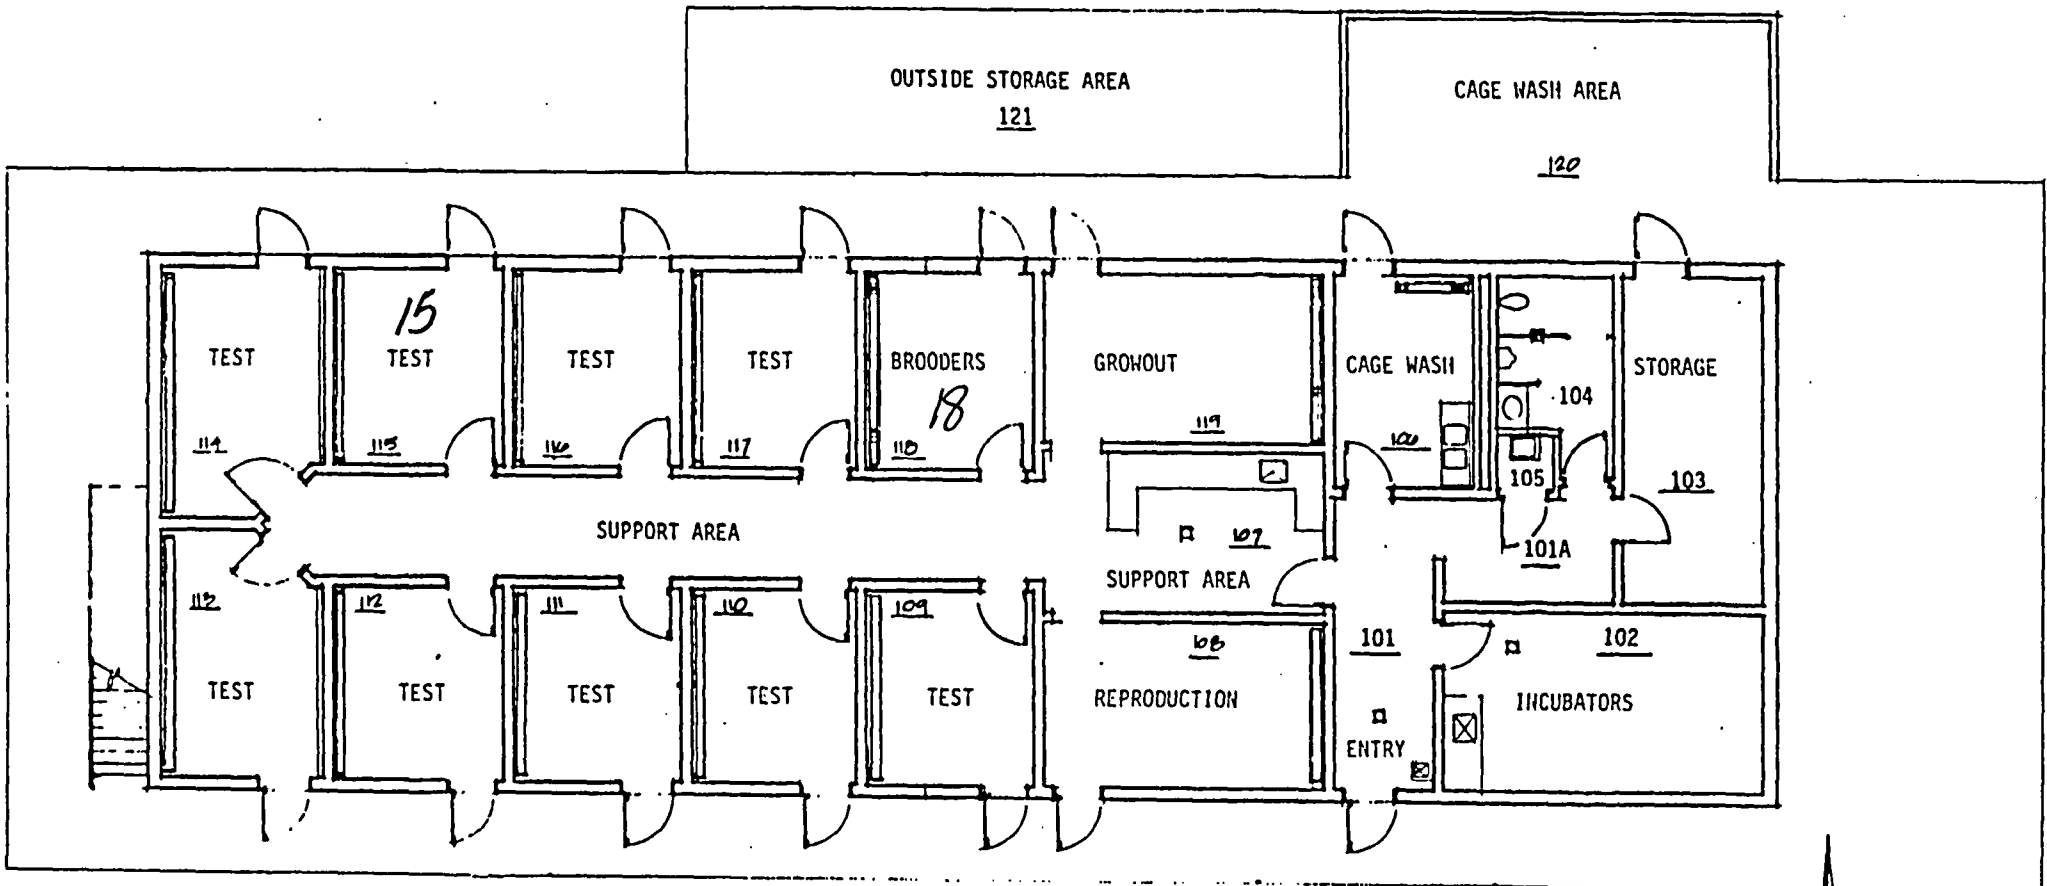 OUTSIDE STORAGE AREA
121
CAGE WASH AREA
120
15
TEST
TEST
TEST
TEST
BROODERS
GROWOUT
CAGE WASH
STORAGE
18
104
114
115
116
117
118
119
106
105
103
SUPPORT AREA
107
101A
SUPPORT AREA
113
112
111
110
109
108
101
102
TEST
TEST
TEST
TEST
TEST
REPRODUCTION
INCUBATORS
ENTRY